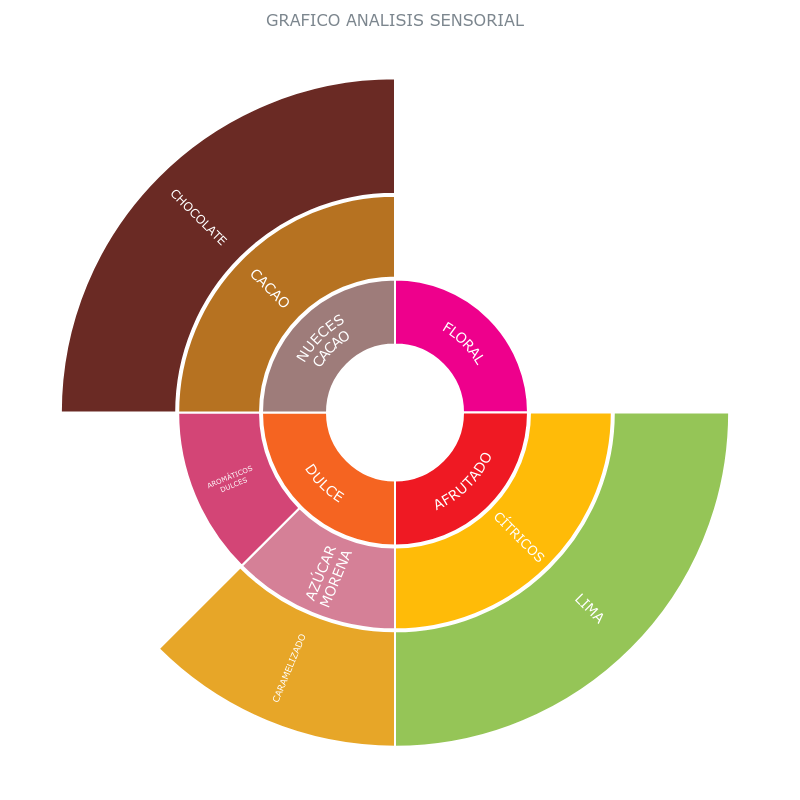 GRAFICO ANALISIS SENSORIAL
CHOCOLATE
CACAO
NUECES
CACAO
FLORAL
AROMÁTICOS
DULCES
DULCE
AFRUTADO
CÍTRICOS
AZÚCAR
MORENA
LIMA
CARAMELIZADO